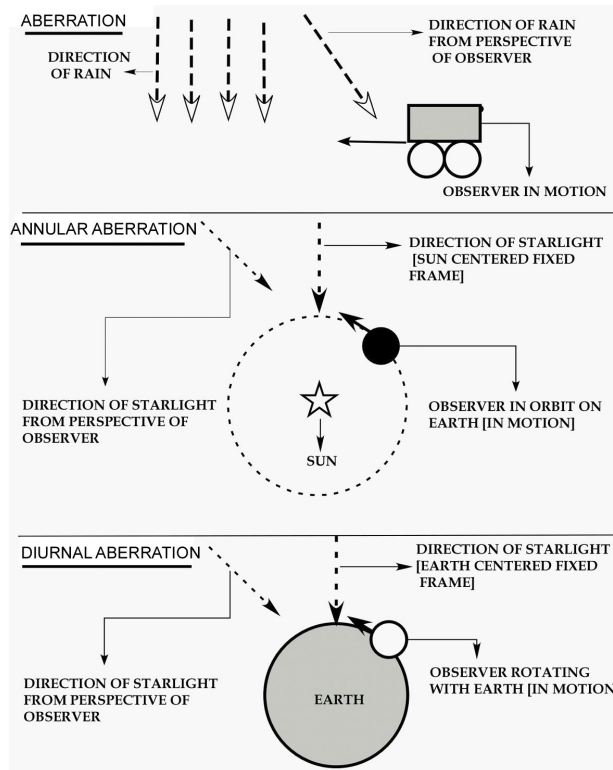 ABERRATION
DIRECTION
OF RAIN
DIRECTION OF RAIN
FROM PERSPECTIVE
OF OBSERVER
OBSERVER IN MOTION
ANNULAR ABERRATION
DIRECTION OF STARLIGHT
[SUN CENTERED FIXED
FRAME]
DIRECTION OF STARLIGHT
FROM PERSPECTIVE OF
OBSERVER
SUN
OBSERVER IN ORBIT ON
EARTH [IN MOTION]
DIURNAL ABERRATION
DIRECTION OF STARLIGHT
[EARTH CENTERED FIXED
FRAME]
DIRECTION OF STARLIGHT
FROM PERSPECTIVE OF
OBSERVER
EARTH
OBSERVER ROTATING
WITH EARTH [IN MOTION